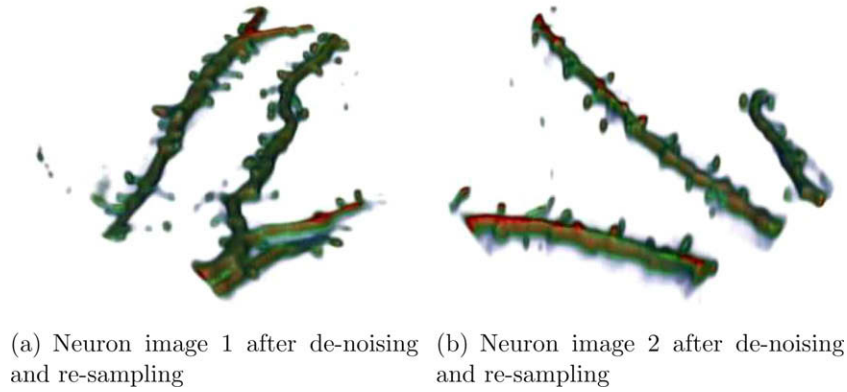 (a) Neuron image 1 after de-noising
and re-sampling
(b) Neuron image 2 after de-noising
and re-sampling